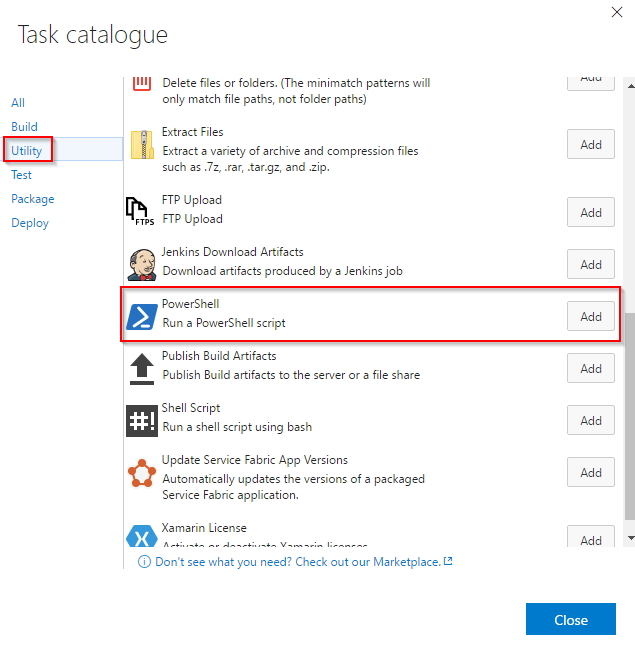 Task catalogue
All
Build
Utility
Test
Package
Deploy
Delete files or folders. (The minimatch patterns will
only match file paths, not folder paths)
Add
Extract Files
Extract a variety of archive and compression files
such as .7z, .rar, .tar.gz, and .zip.
Add
FTPS
FTP Upload
FTP Upload
Add
Jenkins Download Artifacts
Download artifacts produced by a Jenkins job
Add
PowerShell
Run a PowerShell script
Add
Publish Build Artifacts
Publish Build artifacts to the server or a file share
Add
#!
Shell Script
Run a shell script using bash
Add
Update Service Fabric App Versions
Automatically updates the versions of a packaged
Service Fabric application.
Add
Xamarin License
Activate or deactivate Xamarin licenses
Add
Don't see what you need? Check out our Marketplace.
Close